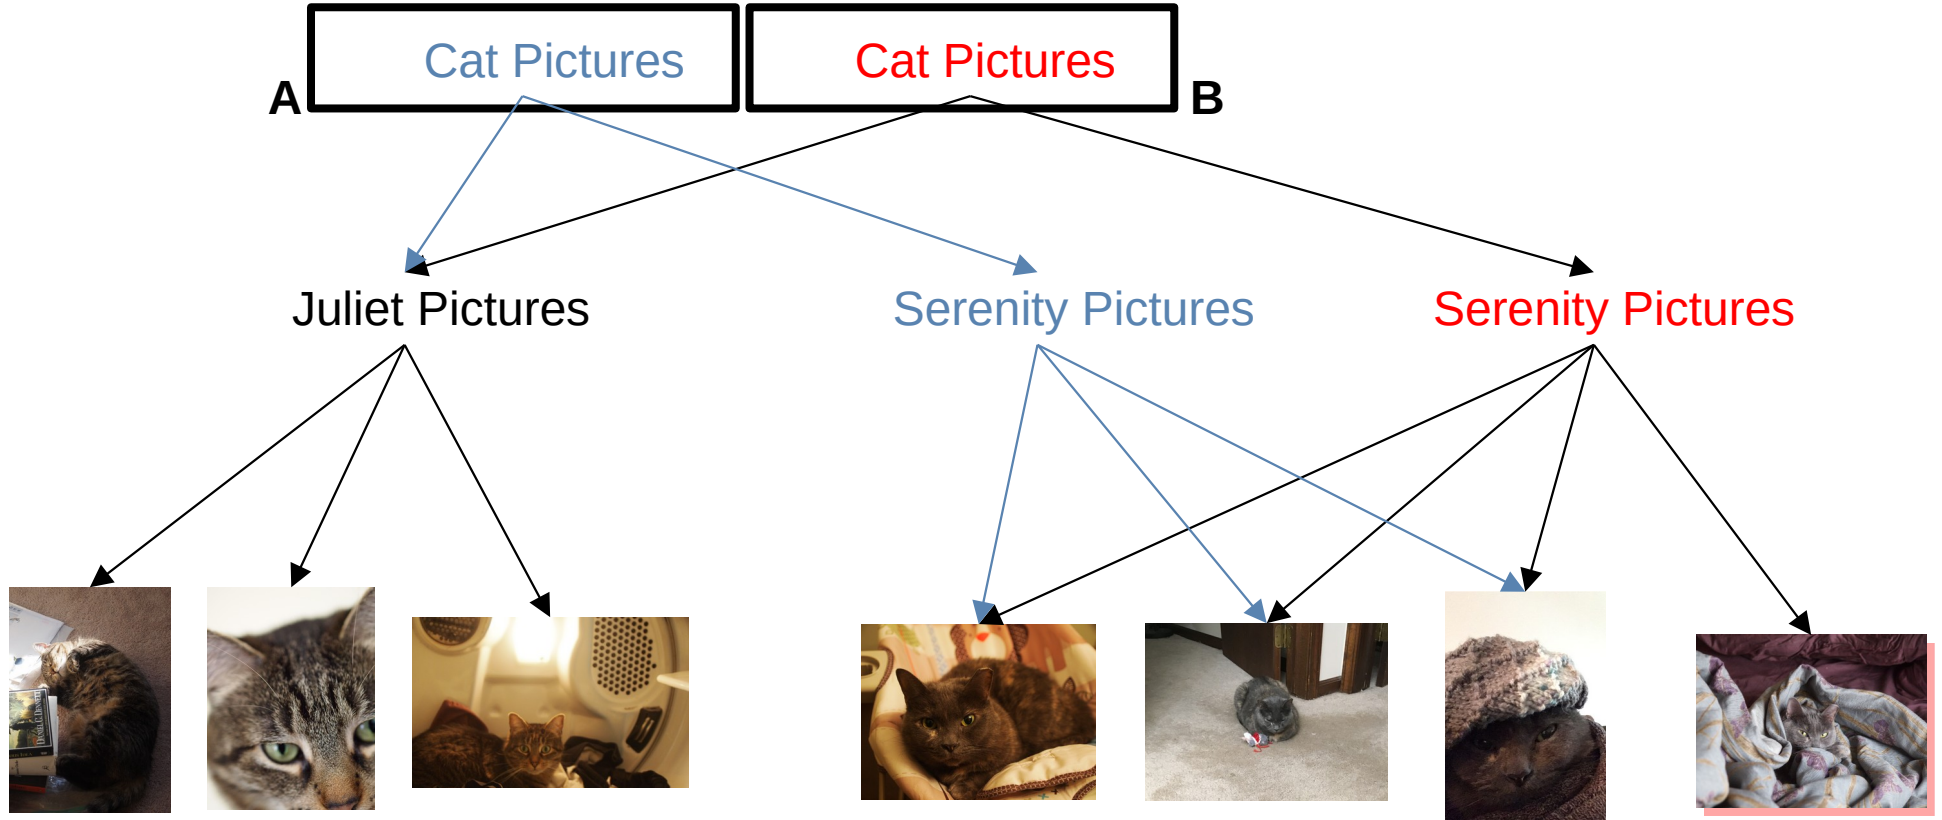 Cat Pictures
Cat Pictures
A
B
Juliet Pictures
Serenity Pictures
Serenity Pictures